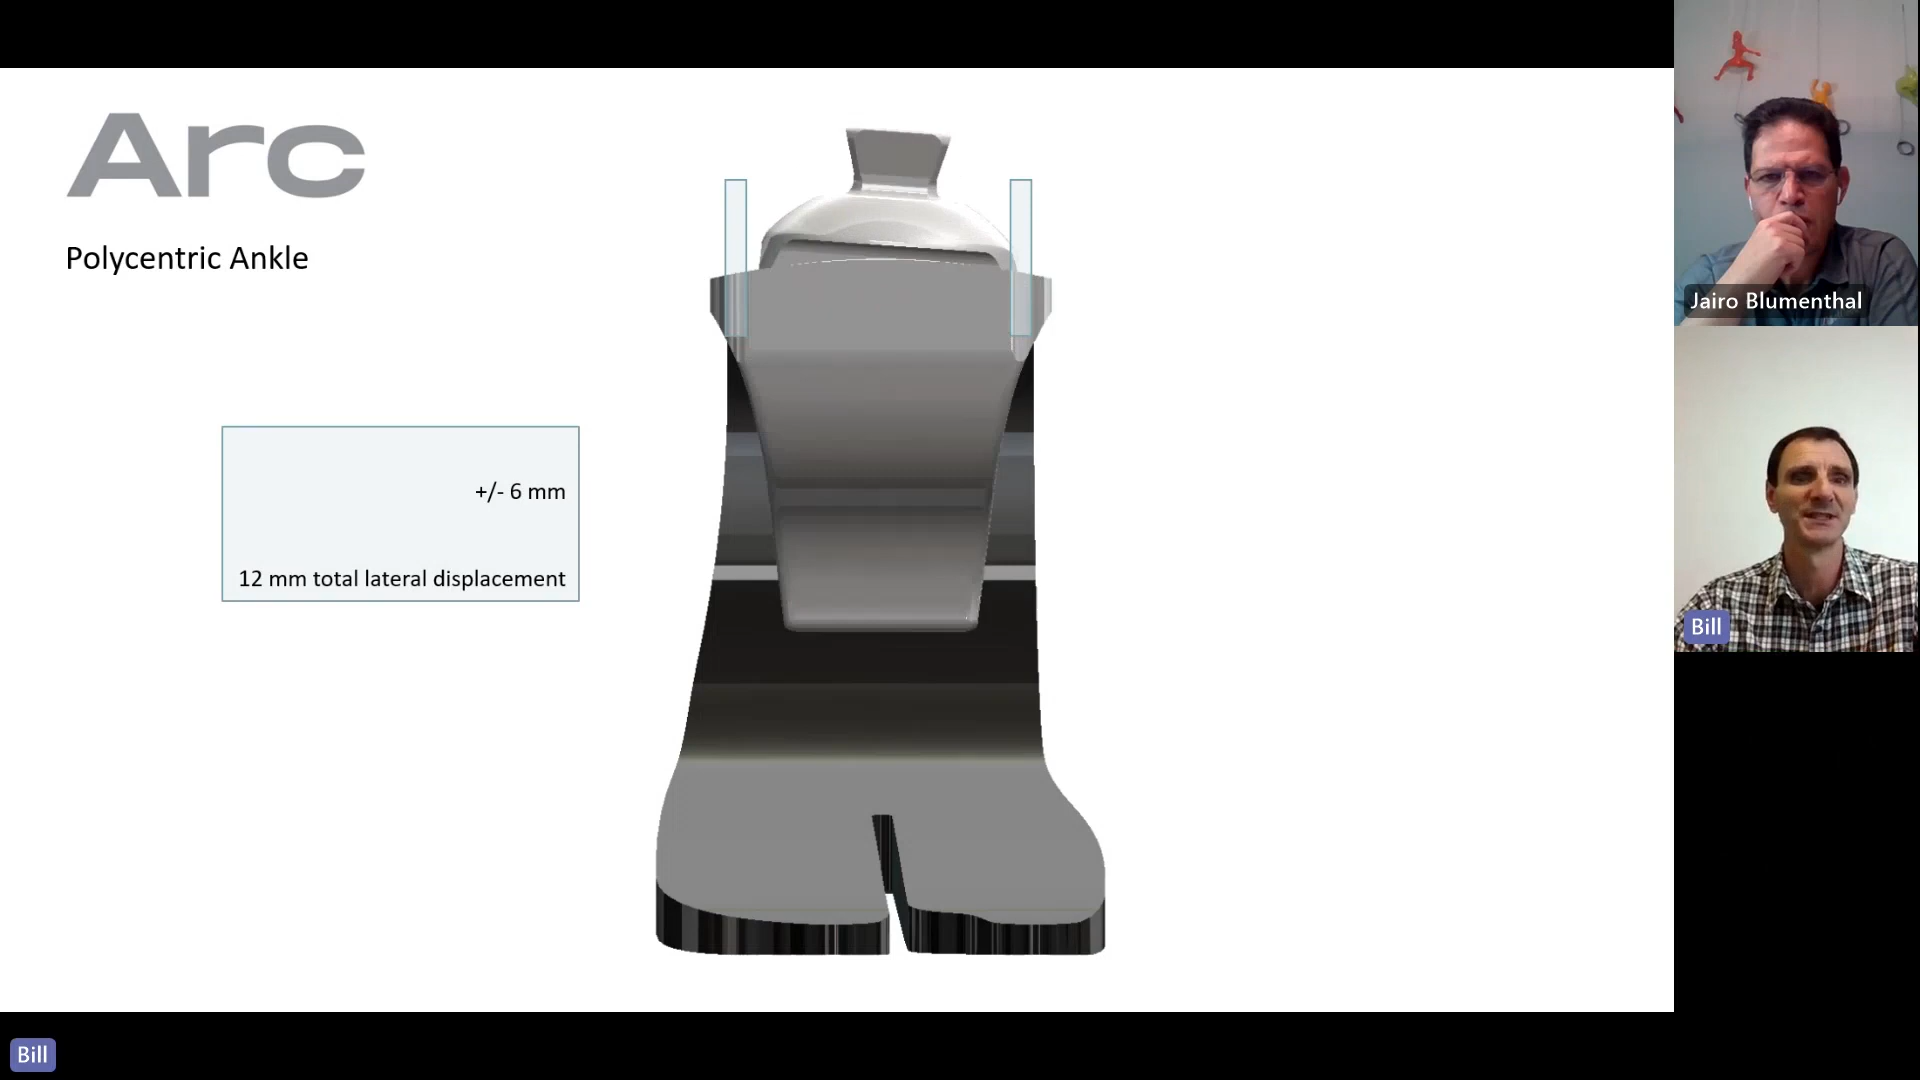 Arc
Polycentric Ankle
+/- 6 mm
12 mm total lateral displacement
Jairo Blumenthal
Bill
Bill